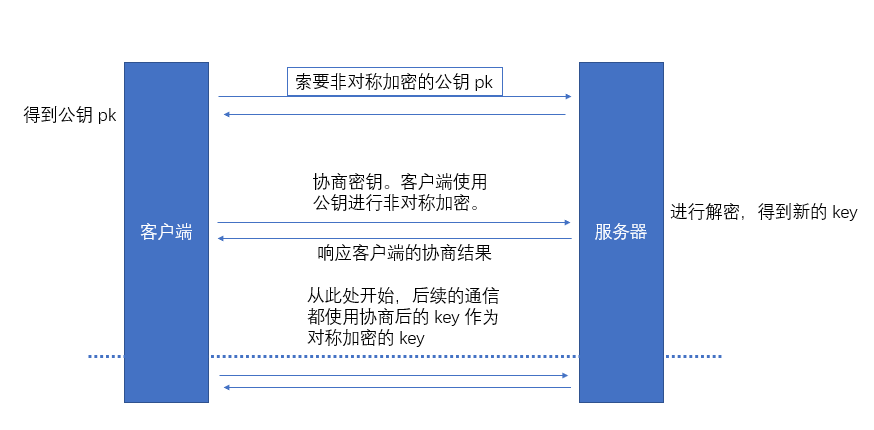 索要非对称加密的公钥 pk
得到公钥 pk
协商密钥。客户端使用
公钥进行非对称加密。
进行解密，得到新的 key
客户端
服务器
响应客户端的协商结果
从此处开始，后续的通信
都使用协商后的 key 作为
对称加密的 key